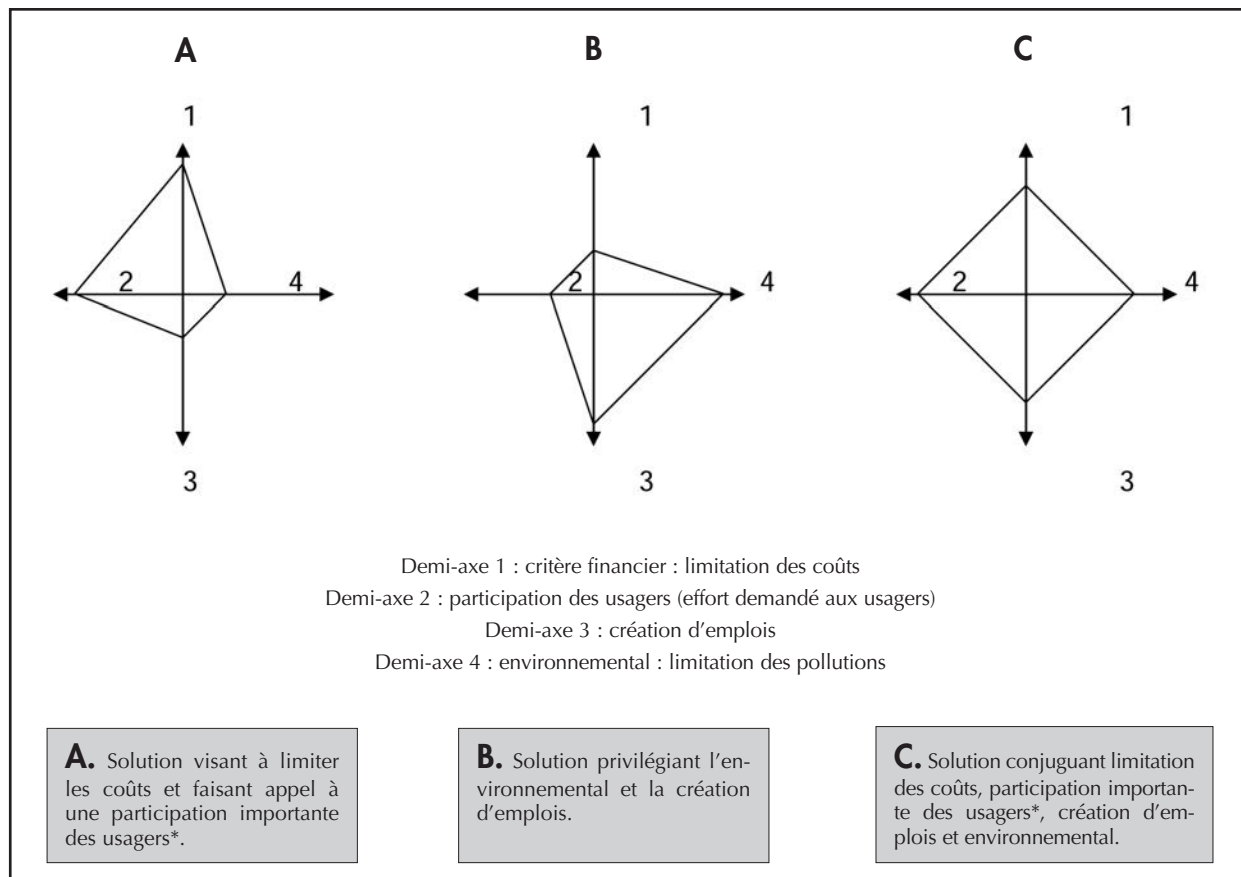 A B C
1 1 1
2 4 2 4 2 4
3 3 3
Demi-axe 1 : critère financier : limitation des coûts
Demi-axe 2 : participation des usagers (effort demandé aux usagers)
Demi-axe 3 : création d'emplois
Demi-axe 4 : environnemental : limitation des pollutions
A. Solution visant à limiter
les coûts et faisant appel à
une participation importante
des usagers*.
B. Solution privilégiant l'en-
vironnemental et la création
d'emplois.
C. Solution conjuguant limitation
des coûts, participation importan-
te des usagers*, création d'em-
plois et environnemental.